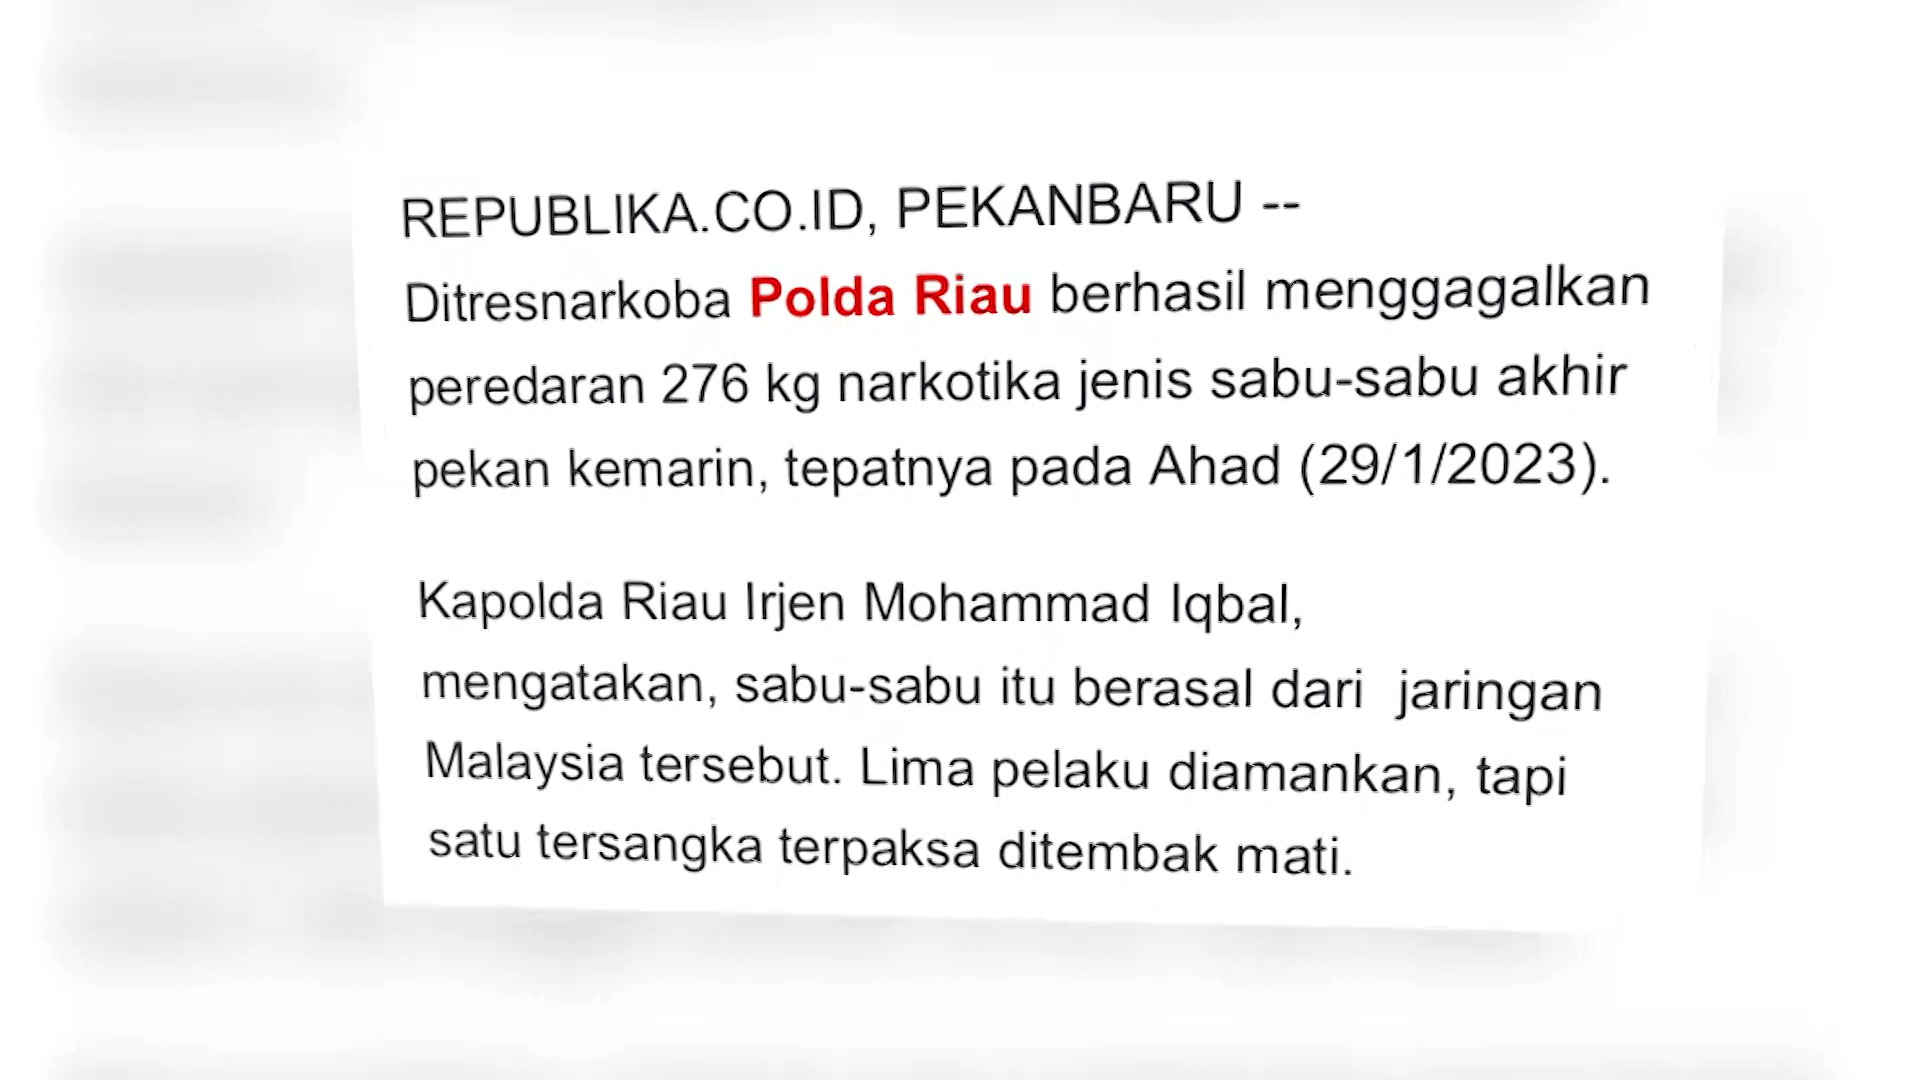 REPUBLIKA.CO.ID, PEKANBARU --
Ditresnarkoba Polda Riau berhasil menggagalkan
peredaran 276 kg narkotika jenis sabu-sabu akhir
pekan kemarin, tepatnya pada Ahad (29/1/2023).
Kapolda Riau Irjen Mohammad Iqbal,
mengatakan, sabu-sabu itu berasal dari jaringan
Malaysia tersebut. Lima pelaku diamankan, tapi
satu tersangka terpaksa ditembak mati.